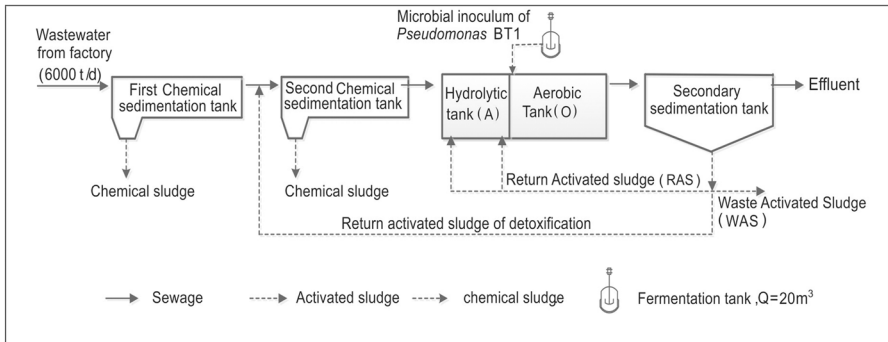 Microbial inoculum of
Pseudomonas BT1
Wastewater
from factory
(6000 t/d)
First Chemical
sedimentation tank
Second Chemical
sedimentation tank
Hydrolytic
tank(A)
Aerobic
Tank(O)
Secondary
sedimentation tank
Effluent
Chemical sludge
Chemical sludge
Return Activated sludge (RAS)
Waste Activated Sludge
(WAS)
Return activated sludge of detoxification
Sewage
Activated sludge
chemical sludge
Fermentation tank ,Q=20m³